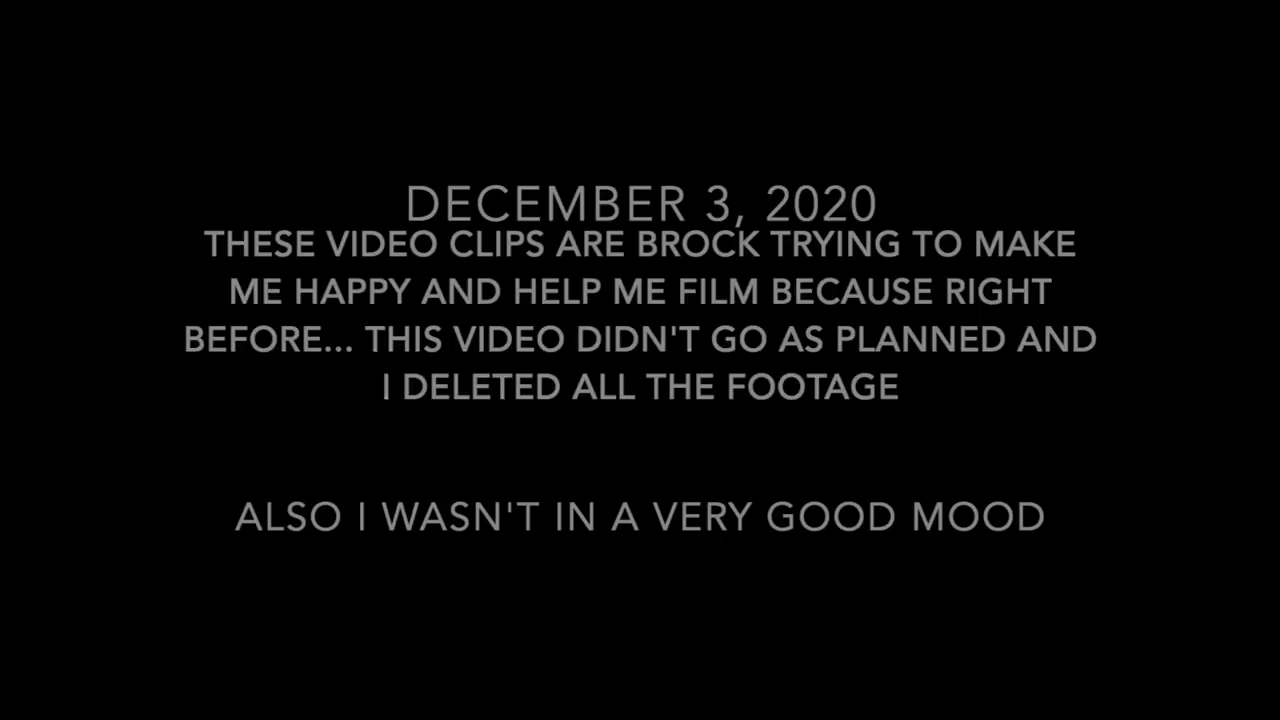 DECEMBER 3, 2020
THESE VIDEO CLIPS ARE BROCK TRYING TO MAKE
ME HAPPY AND HELP ME FILM BECAUSE RIGHT
BEFORE... THIS VIDEO DIDN'T GO AS PLANNED AND
I DELETED ALL THE FOOTAGE
ALSO I WASN'T IN A VERY GOOD MOOD